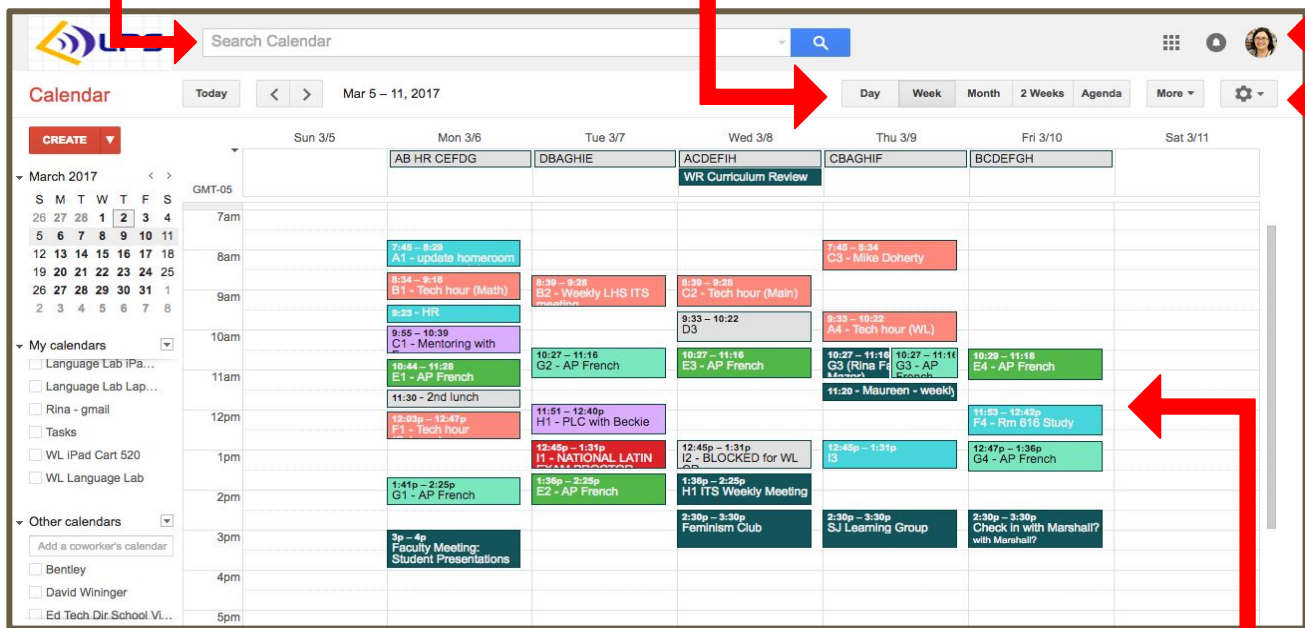 LPS
Search Calendar
Calendar
Today
< >
Mar 5 – 11, 2017
Day Week Month 2 Weeks Agenda
More
CREATE
March 2017 < >
S M T W T F S
26 27 28 1 2 3 4
5 6 7 8 9 10 11
12 13 14 15 16 17 18
19 20 21 22 23 24 25
26 27 28 29 30 31 1
2 3 4 5 6 7 8
My calendars
Language Lab iPa...
Language Lab Lap...
Rina - gmail
Tasks
WL iPad Cart 520
WL Language Lab
Other calendars
Add a coworker's calendar
Bentley
David Wininger
Ed Tech Dir School Vi...
Sun 3/5 Mon 3/6 Tue 3/7 Wed 3/8 Thu 3/9 Fri 3/10 Sat 3/11
AB HR CEFDG DBAGHIE ACDEFIH CBAGHIF BCDEFGH
WR Curriculum Review
GMT-05
7am
8am
9am
10am
11am
12pm
1pm
2pm
3pm
4pm
5pm
7:45 – 8:29
A1 - update homeroom
8:34 – 9:18
B1 - Tech hour (Math)
9:23 - HR
9:55 – 10:39
C1 - Mentoring with
10:44 – 11:28
E1 - AP French
11:30 - 2nd lunch
12:03p – 12:47p
F1 - Tech hour
1:41p – 2:25p
G1 - AP French
3p – 4p
Faculty Meeting:
Student Presentations
8:39 – 9:28
B2 - Weekly LHS ITS
meeting
10:27 – 11:16
G2 - AP French
11:51 – 12:40p
H1 - PLC with Beckie
12:45p – 1:31p
I1 - NATIONAL LATIN
EXAM PROCTOR
1:36p – 2:25p
E2 - AP French
8:39 – 9:28
C2 - Tech hour (Main)
9:33 – 10:22
D3
10:27 – 11:16
E3 - AP French
12:45p – 1:31p
I2 - BLOCKED for WL
1:36p – 2:25p
H1 ITS Weekly Meeting
2:30p – 3:30p
Feminism Club
7:45 – 8:34
C3 - Mike Doherty
9:33 – 10:22
A4 - Tech hour (WL)
10:27 – 11:16
G3 (Rina Fa
Mazor)
10:27 – 11:16
G3 - AP
French
11:20 - Maureen - weekly
12:45p – 1:31p
I3
2:30p – 3:30p
SJ Learning Group
10:29 – 11:18
E4 - AP French
11:53 – 12:42p
F4 - Rm 616 Study
12:47p – 1:36p
G4 - AP French
2:30p – 3:30p
Check in with Marshall?
with Marshall?